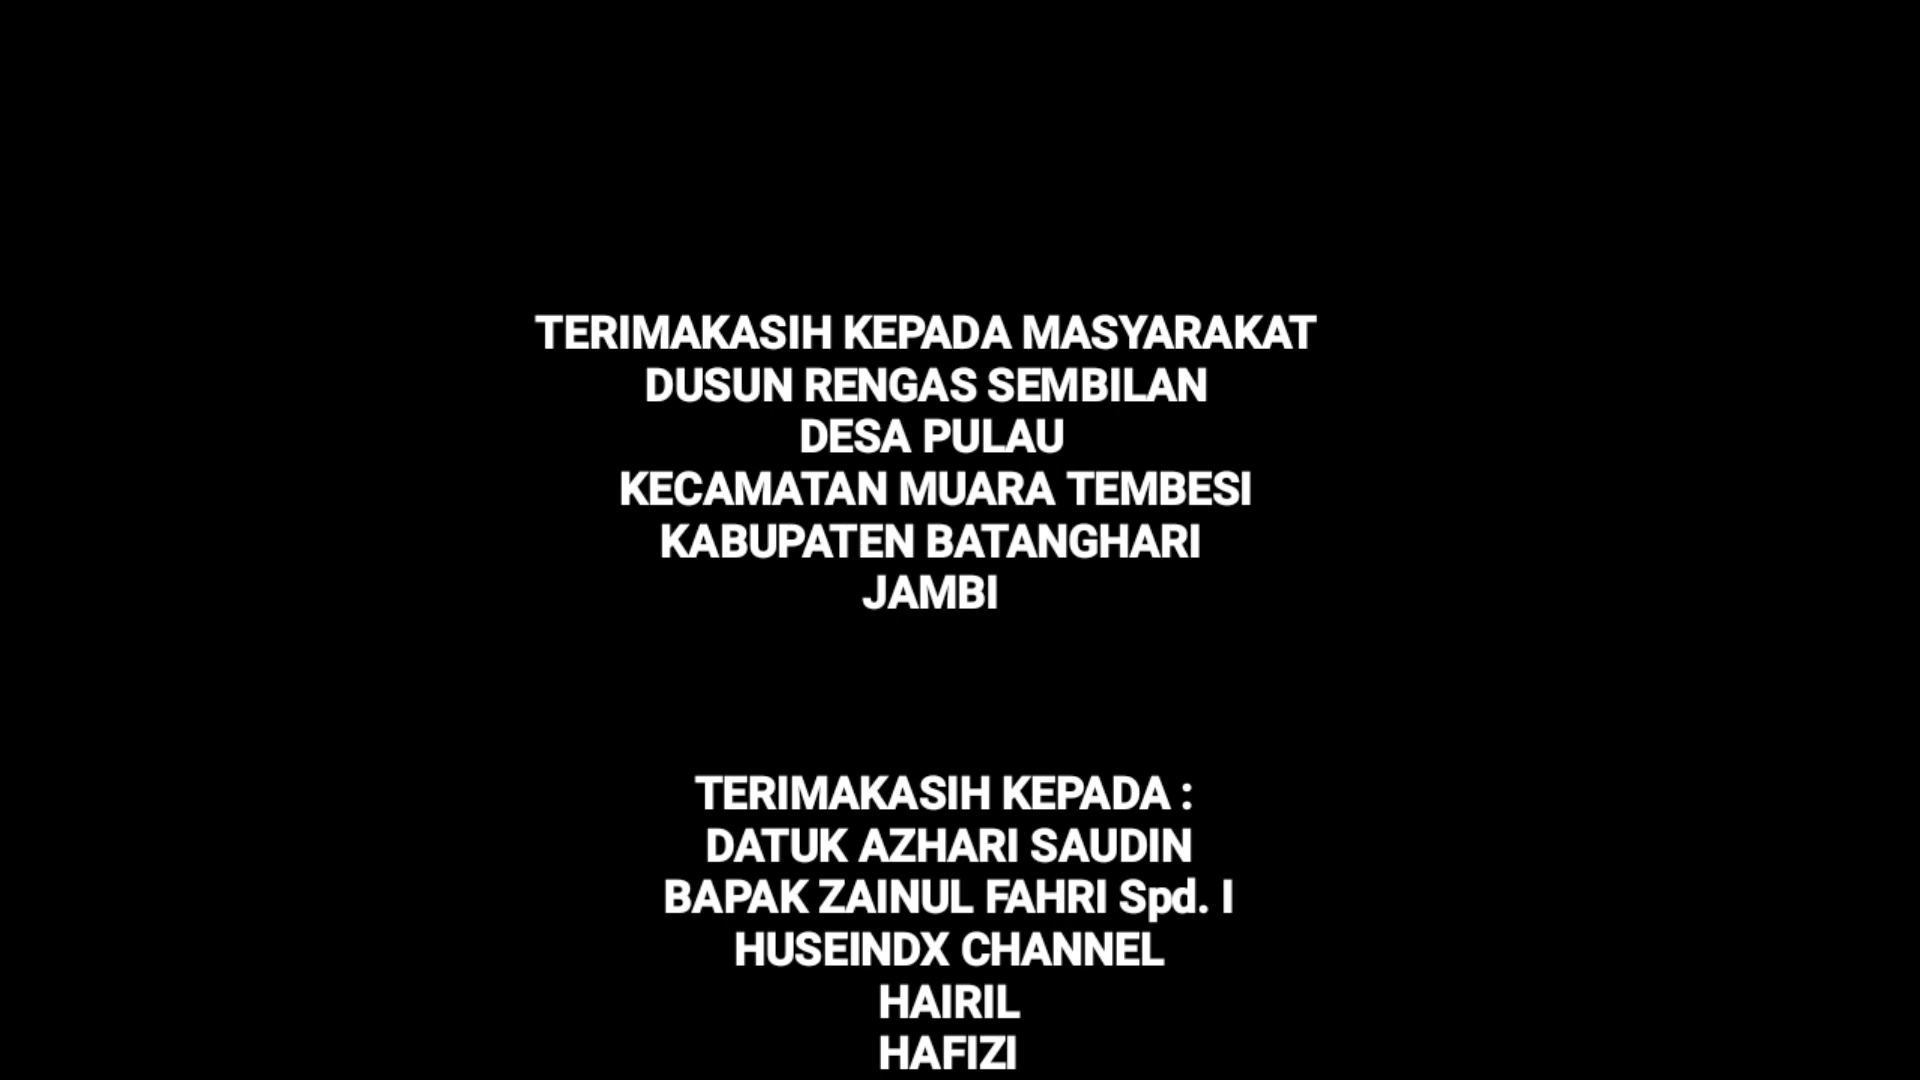 TERIMAKASIH KEPADA MASYARAKAT
DUSUN RENGAS SEMBILAN
DESA PULAU
KECAMATAN MUARA TEMBESI
KABUPATEN BATANGHARI
JAMBI
TERIMAKASIH KEPADA :
DATUK AZHARI SAUDIN
BAPAK ZAINUL FAHRI Spd. I
HUSEINDX CHANNEL
HAIRIL
HAFIZI